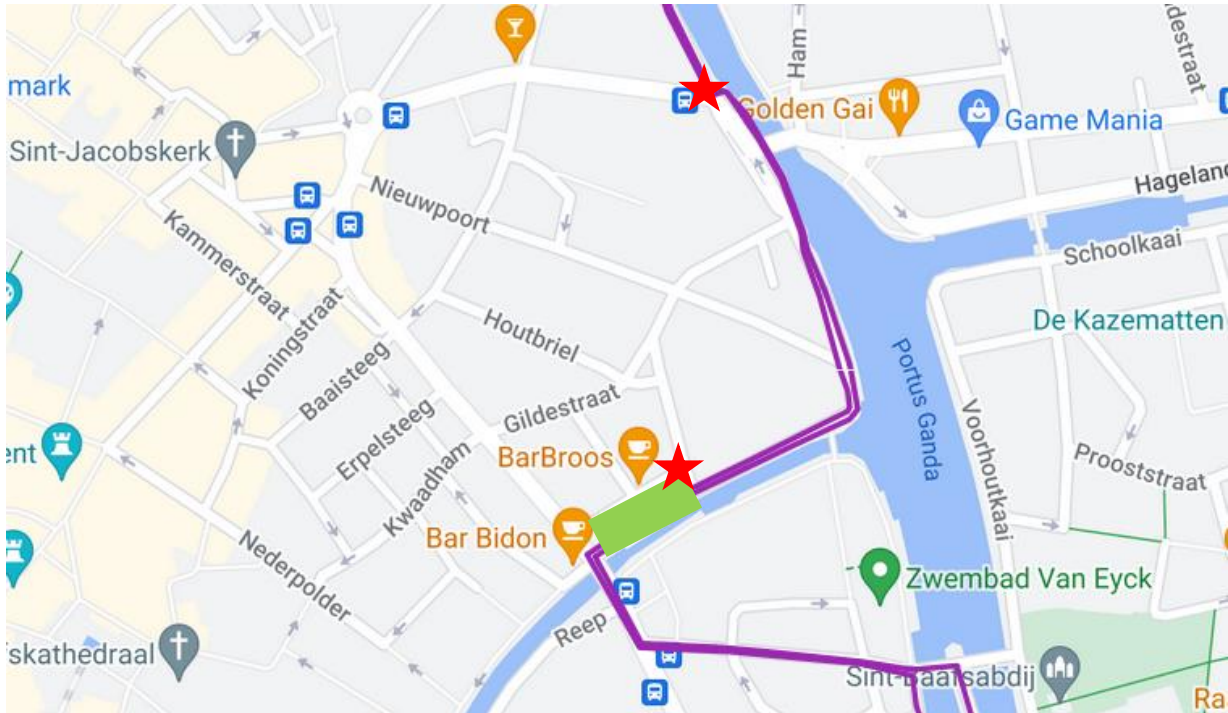 mark
Sint-Jacobskerk
Nieuwpoort
Kammerstraat
Koningstraat
Baaisteeg
Erpelsteeg
Kwaadham
Houtbriel
Gildestraat
BarBroos
Bar Bidon
Nederpolder
Reep
Ham
Golden Gai
Game Mania
destraat
Hageland
Schoolkaai
De Kazematten
Portus Ganda
Voorhoutkaai
Prooststraat
Zwembad Van Eyck
Sint-Baafsabdij
ent
fskathedraal
Ra